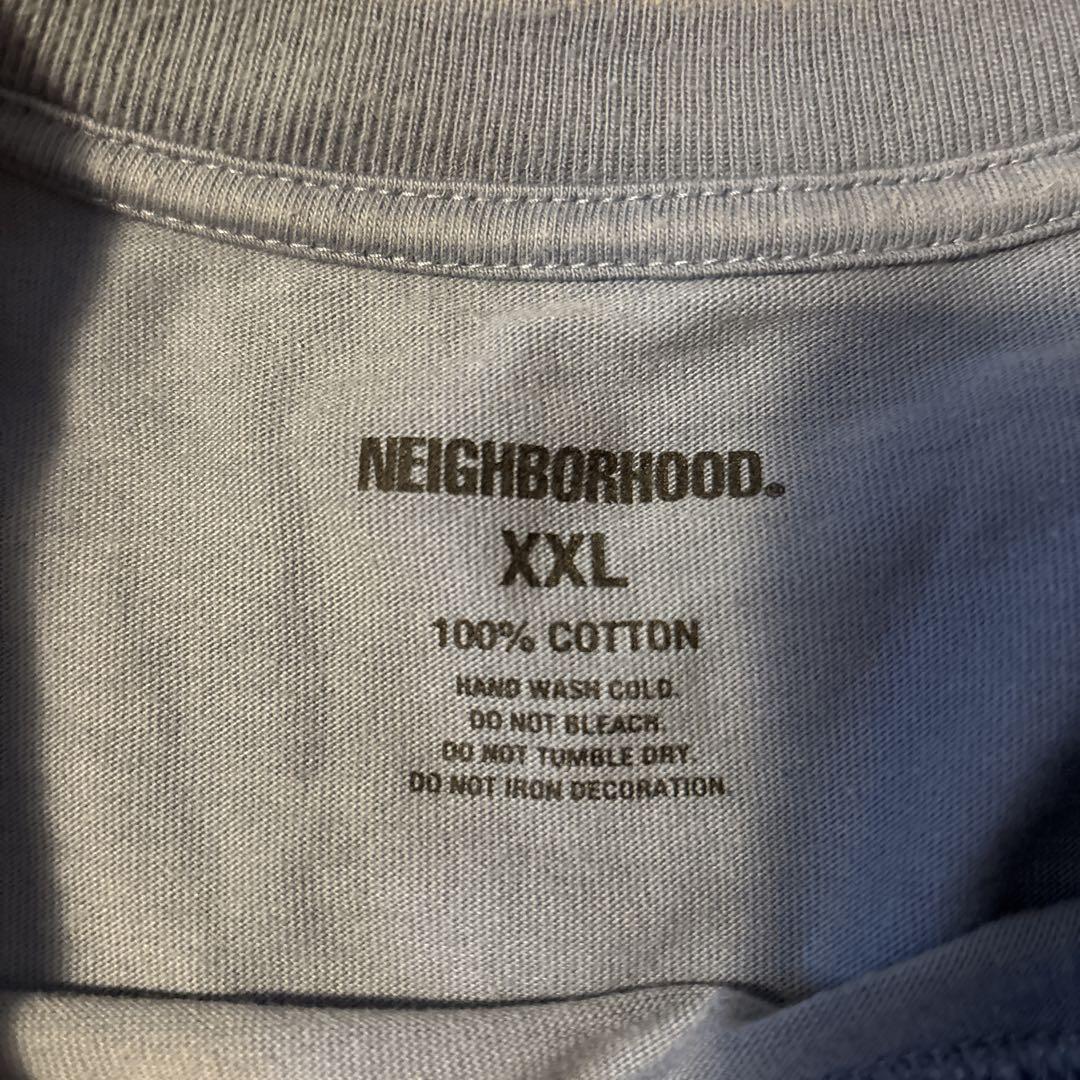 NEIGHBORHOOD®
XXL
100% COTTON
HAND WASH COLD.
DO NOT BLEACH.
DO NOT TUMBLE DRY.
DO NOT IRON DECORATION.